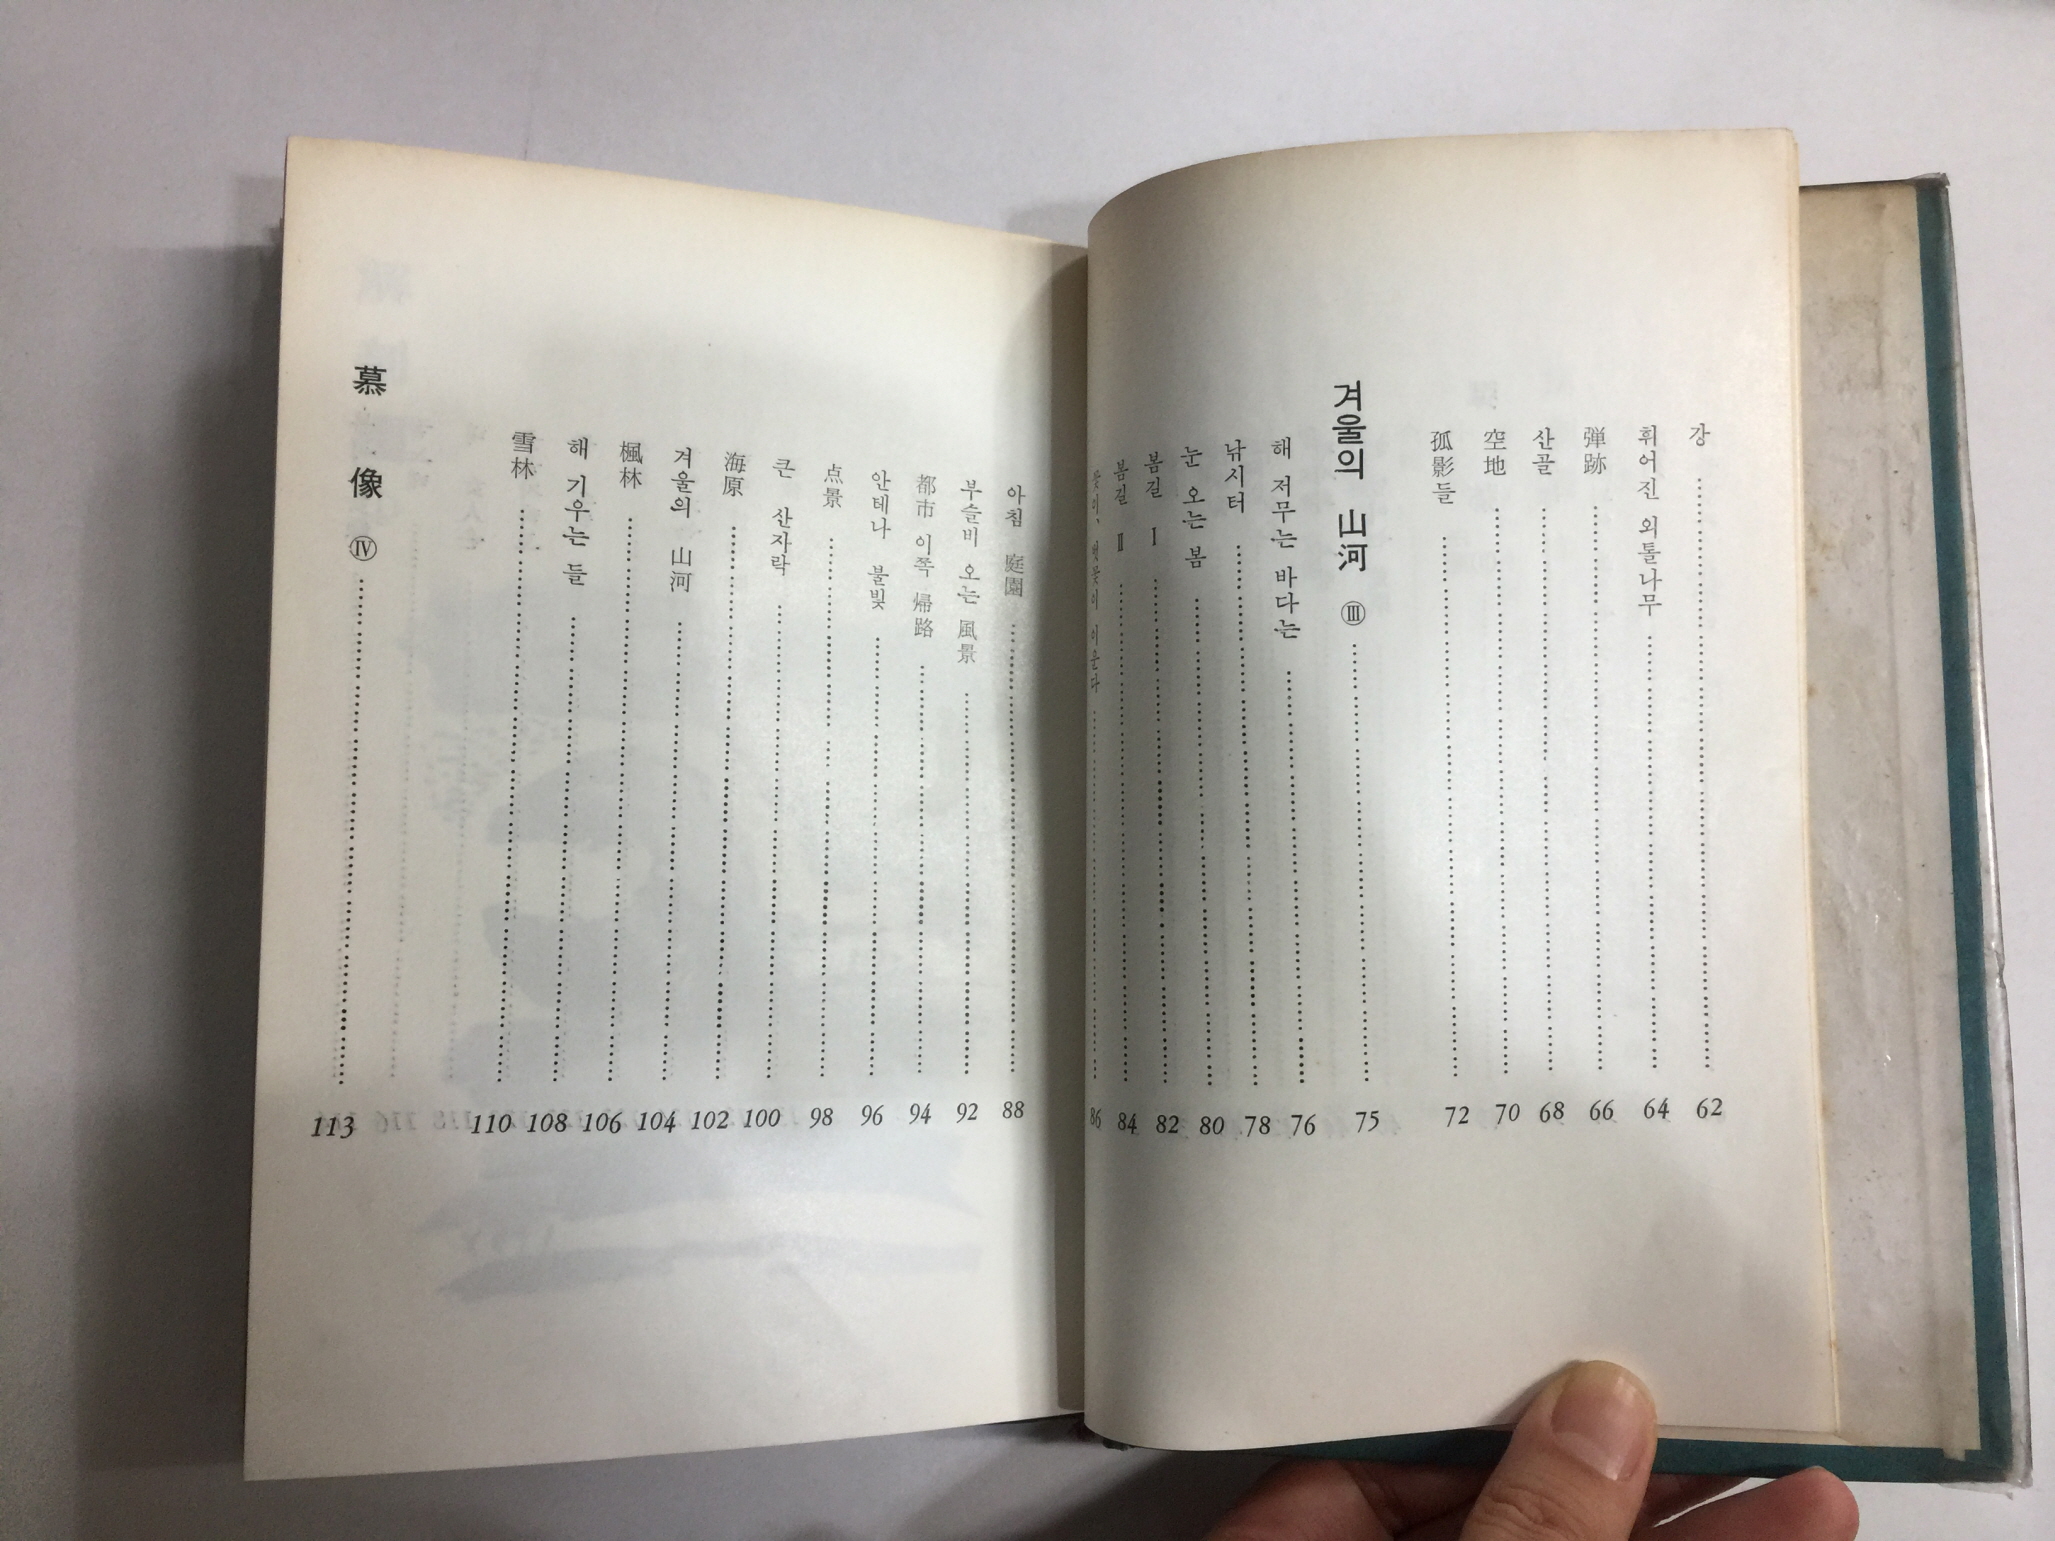 강 62
휘어진 외톨나무 64
弾跡 66
산골 68
空地 70
孤影들 72
겨울의 山河 Ⅲ 75
해 저무는 바다는 76
낚시터 78
눈 오는 봄 80
봄길 Ⅰ 82
봄길 Ⅱ 84
꽃이, 이운다 86
아침 庭園 88
부슬비 오는 風景 92
都市 이쪽 帰路 94
안테나 불빛 96
点景 98
큰 산자락 100
海原 102
겨울의 山河 104
楓林 106
해 기우는 들 108
雪林 110
慕像 Ⅳ 113